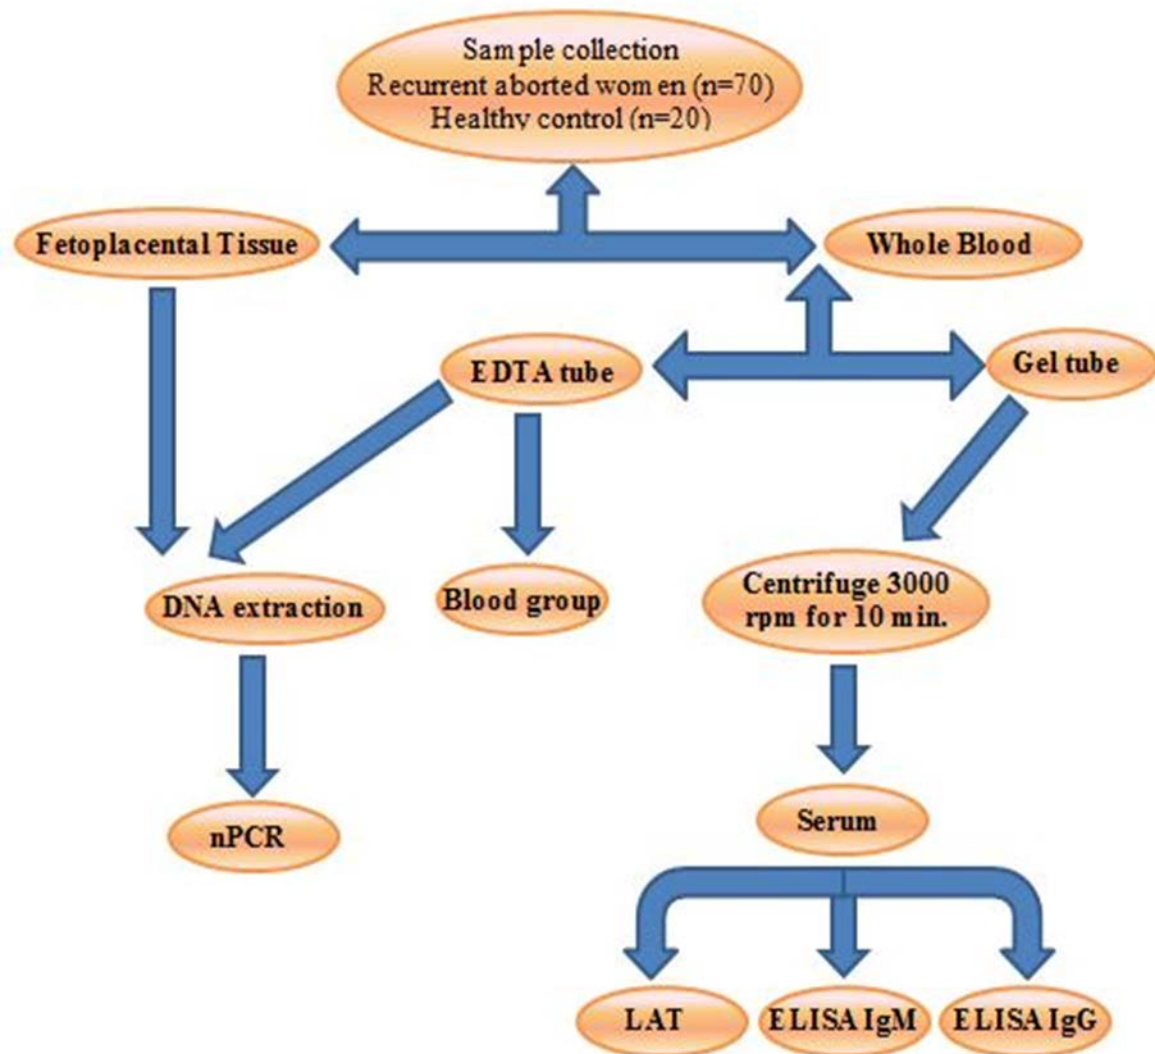 Sample collection
Recurrent aborted women (n=70)
Healthy control (n=20)
Fetoplacental Tissue
Whole Blood
EDTA tube
Gel tube
DNA extraction
Blood group
Centrifuge 3000
rpm for 10 min.
nPCR
Serum
LAT
ELISA IgM
ELISA IgG